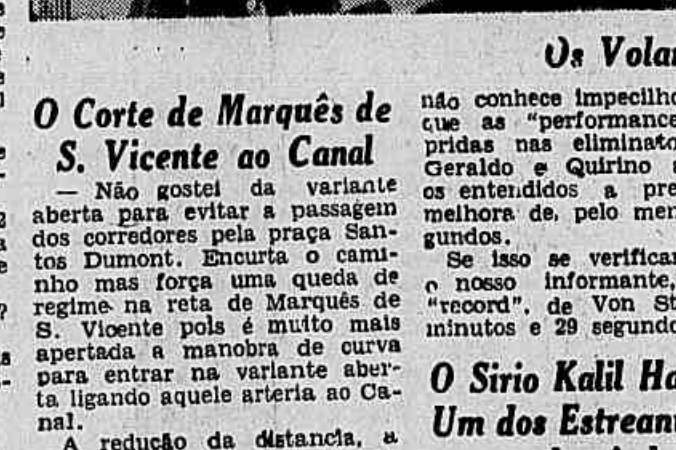 O Corte de Marquês de
S. Vicente ao Canal
— Não gostei da variante
aberta para evitar a passagem
dos corredores pela praça San-
tos Dumont. Encurta o cami-
nho mas força uma queda de
regime na reta de Marquês de
S. Vicente pois é muito mais
apertada a manobra de curva
para entrar na variante aber-
ta ligando aquele arteria ao Ca-
nal.
A redução da distancia, a
Os Volan
não conhece impecilho
que as "performance
pridas nas eliminato
Geraldo e Quirino
os entendidos a pre
melhora de, pelo men
gundos.
Se isso se verificar
o nosso informante,
"record", de Von St
minutos e 29 segundo
O Sirio Kalil Ha
Um dos Estreant